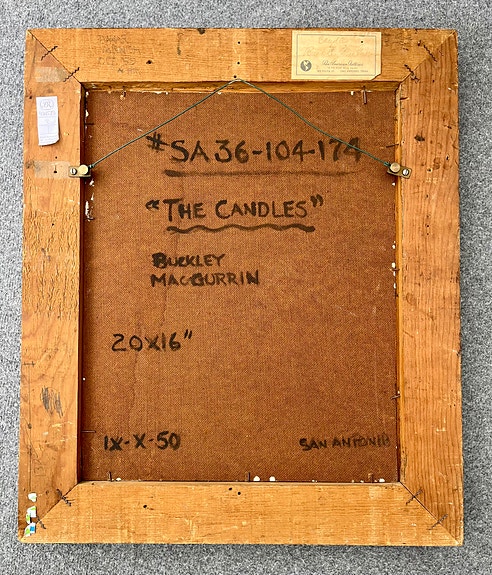 #SA36-104-174
"THE CANDLES"
BUCKLEY
MACGURRIN
20X16"
IX-X-50
SAN ANTONIO